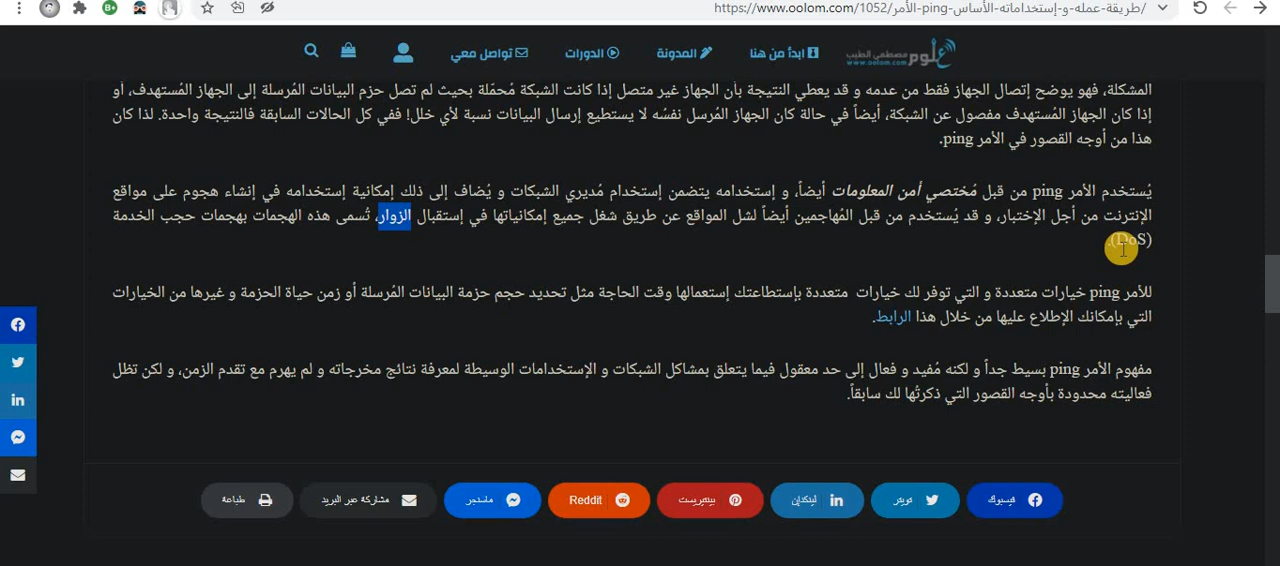 https://www.oolom.com/1052/الأمر-ping-طريقة-عمله-و-إستخداماته-الأساس/
علوم مصطفى الطيب
www.oolom.com
ابدأ من هنا
المدونة
الدورات
تواصل معي
المشكلة، فهو يوضح إتصال الجهاز فقط من عدمه و قد يعطي النتيجة بأن الجهاز غير متصل إذا كانت الشبكة مُحمّلة بحيث لم تصل حزم البيانات المُرسلة إلى الجهاز المُستهدف، أو
إذا كان الجهاز المُستهدف مفصول عن الشبكة، أيضاً في حالة كان الجهاز المُرسل نفسُه لا يستطيع إرسال البيانات نسبة لأي خلل! ففي كل الحالات السابقة فالنتيجة واحدة. لذا كان
هذا من أوجه القصور في الأمر ping.
يُستخدم الأمر ping من قبل مُختصي أمن المعلومات أيضاً، و إستخدامه يتضمن إستخدام مُديري الشبكات و يُضاف إلى ذلك إمكانية إستخدامه في إنشاء هجوم على مواقع
الإنترنت من أجل الإختبار، و قد يُستخدم من قبل المُهاجمين أيضاً لشل المواقع عن طريق شغل جميع إمكانياتها في إستقبال الزوار، تُسمى هذه الهجمات بهجمات حجب الخدمة
(DoS).
للأمر ping خيارات متعددة و التي توفر لك خيارات متعددة بإستطاعتك إستعمالها وقت الحاجة مثل تحديد حجم حزمة البيانات المُرسلة أو زمن حياة الحزمة و غيرها من الخيارات
التي بإمكانك الإطلاع عليها من خلال هذا الرابط.
مفهوم الأمر ping بسيط جداً و لكنه مُفيد و فعال إلى حد معقول فيما يتعلق بمشاكل الشبكات و الإستخدامات الوسيطة لمعرفة نتائج مخرجاته و لم يهرم مع تقدم الزمن، و لكن تظل
فعاليته محدودة بأوجه القصور التي ذكرتُها لك سابقاً.
فيسبوك
تويتر
لينكدإن
بينتيريست
Reddit
ماسنجر
مشاركة عبر البريد
طباعة